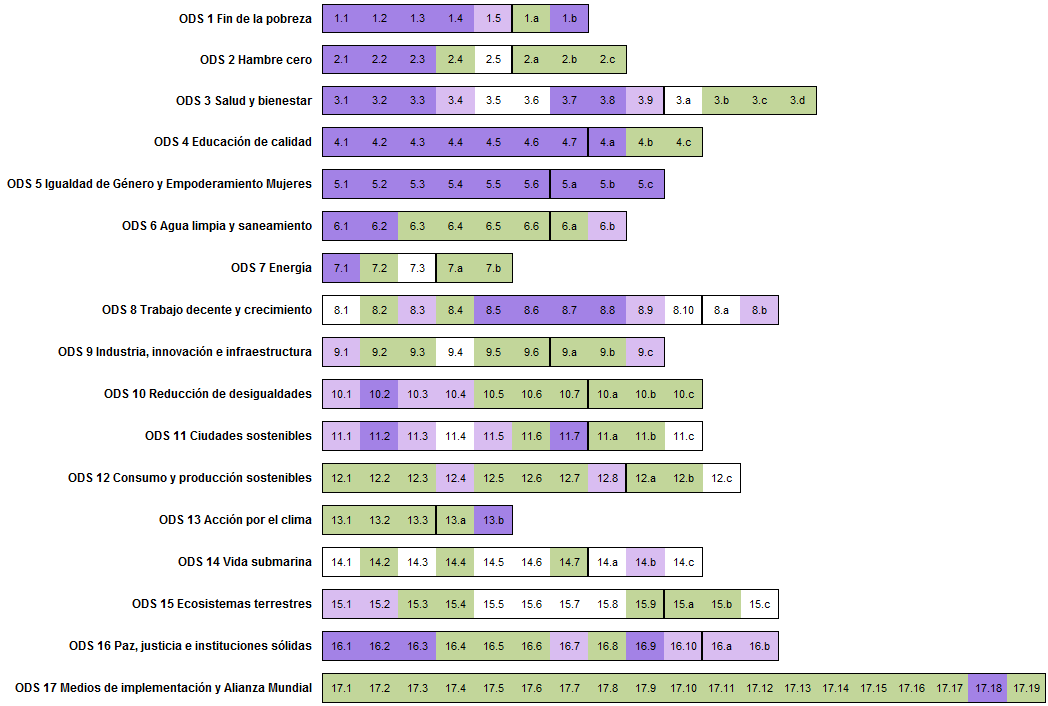 ODS 1 Fin de la pobreza 1.1 1.2 1.3 1.4 1.5 1.a 1.b
ODS 2 Hambre cero 2.1 2.2 2.3 2.4 2.5 2.a 2.b 2.c
ODS 3 Salud y bienestar 3.1 3.2 3.3 3.4 3.5 3.6 3.7 3.8 3.9 3.a 3.b 3.c 3.d
ODS 4 Educación de calidad 4.1 4.2 4.3 4.4 4.5 4.6 4.7 4.a 4.b 4.c
ODS 5 Igualdad de Género y Empoderamiento Mujeres 5.1 5.2 5.3 5.4 5.5 5.6 5.a 5.b 5.c
ODS 6 Agua limpia y saneamiento 6.1 6.2 6.3 6.4 6.5 6.6 6.a 6.b
ODS 7 Energía 7.1 7.2 7.3 7.a 7.b
ODS 8 Trabajo decente y crecimiento 8.1 8.2 8.3 8.4 8.5 8.6 8.7 8.8 8.9 8.10 8.a 8.b
ODS 9 Industria, innovación e infraestructura 9.1 9.2 9.3 9.4 9.5 9.6 9.a 9.b 9.c
ODS 10 Reducción de desigualdades 10.1 10.2 10.3 10.4 10.5 10.6 10.7 10.a 10.b 10.c
ODS 11 Ciudades sostenibles 11.1 11.2 11.3 11.4 11.5 11.6 11.7 11.a 11.b 11.c
ODS 12 Consumo y producción sostenibles 12.1 12.2 12.3 12.4 12.5 12.6 12.7 12.8 12.a 12.b 12.c
ODS 13 Acción por el clima 13.1 13.2 13.3 13.a 13.b
ODS 14 Vida submarina 14.1 14.2 14.3 14.4 14.5 14.6 14.7 14.a 14.b 14.c
ODS 15 Ecosistemas terrestres 15.1 15.2 15.3 15.4 15.5 15.6 15.7 15.8 15.9 15.a 15.b 15.c
ODS 16 Paz, justicia e instituciones sólidas 16.1 16.2 16.3 16.4 16.5 16.6 16.7 16.8 16.9 16.10 16.a 16.b
ODS 17 Medios de implementación y Alianza Mundial 17.1 17.2 17.3 17.4 17.5 17.6 17.7 17.8 17.9 17.10 17.11 17.12 17.13 17.14 17.15 17.16 17.17 17.18 17.19